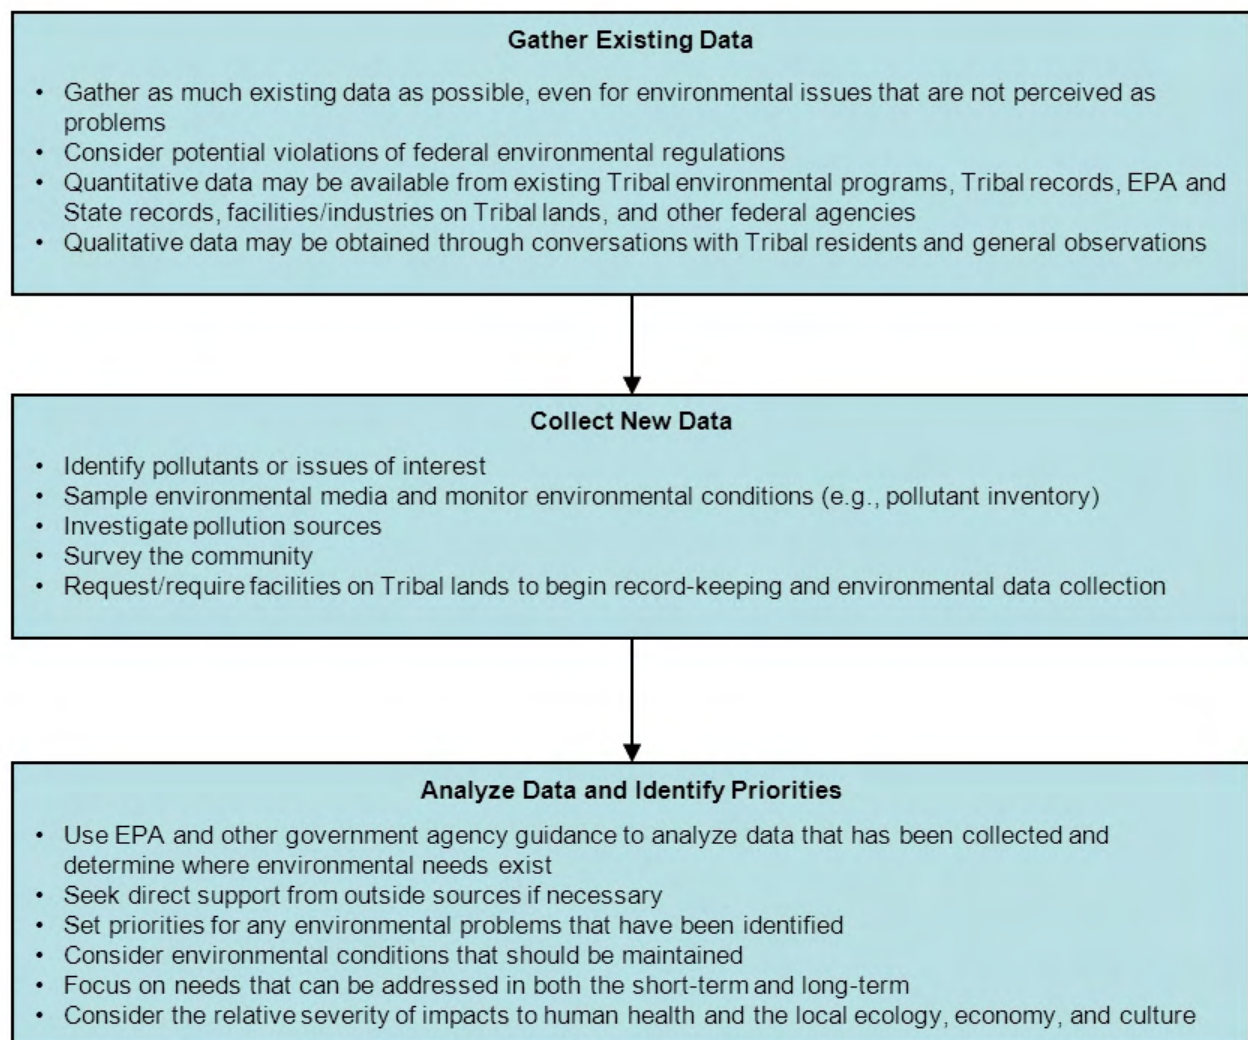 Gather Existing Data
• Gather as much existing data as possible, even for environmental issues that are not perceived as
problems
• Consider potential violations of federal environmental regulations
• Quantitative data may be available from existing Tribal environmental programs, Tribal records, EPA and
State records, facilities/industries on Tribal lands, and other federal agencies
• Qualitative data may be obtained through conversations with Tribal residents and general observations
Collect New Data
• Identify pollutants or issues of interest
• Sample environmental media and monitor environmental conditions (e.g., pollutant inventory)
• Investigate pollution sources
• Survey the community
• Request/require facilities on Tribal lands to begin record-keeping and environmental data collection
Analyze Data and Identify Priorities
• Use EPA and other government agency guidance to analyze data that has been collected and
determine where environmental needs exist
• Seek direct support from outside sources if necessary
• Set priorities for any environmental problems that have been identified
• Consider environmental conditions that should be maintained
• Focus on needs that can be addressed in both the short-term and long-term
• Consider the relative severity of impacts to human health and the local ecology, economy, and culture